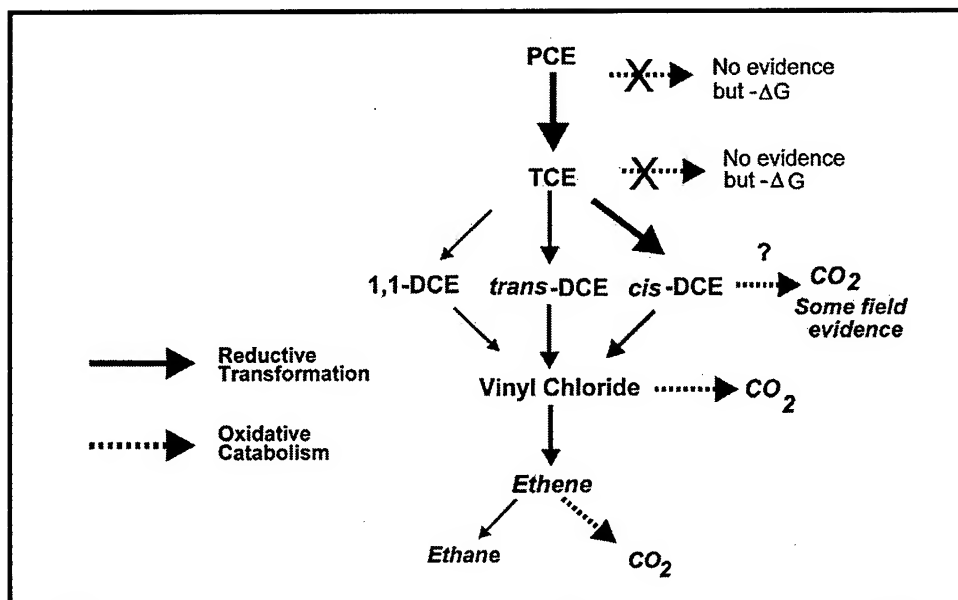 PCE
X
No evidence
but -ΔG
TCE
X
No evidence
but -ΔG
1,1-DCE
trans-DCE
cis-DCE
?
CO2
Some field
evidence
Reductive
Transformation
Vinyl Chloride
CO2
Oxidative
Catabolism
Ethene
Ethane
CO2